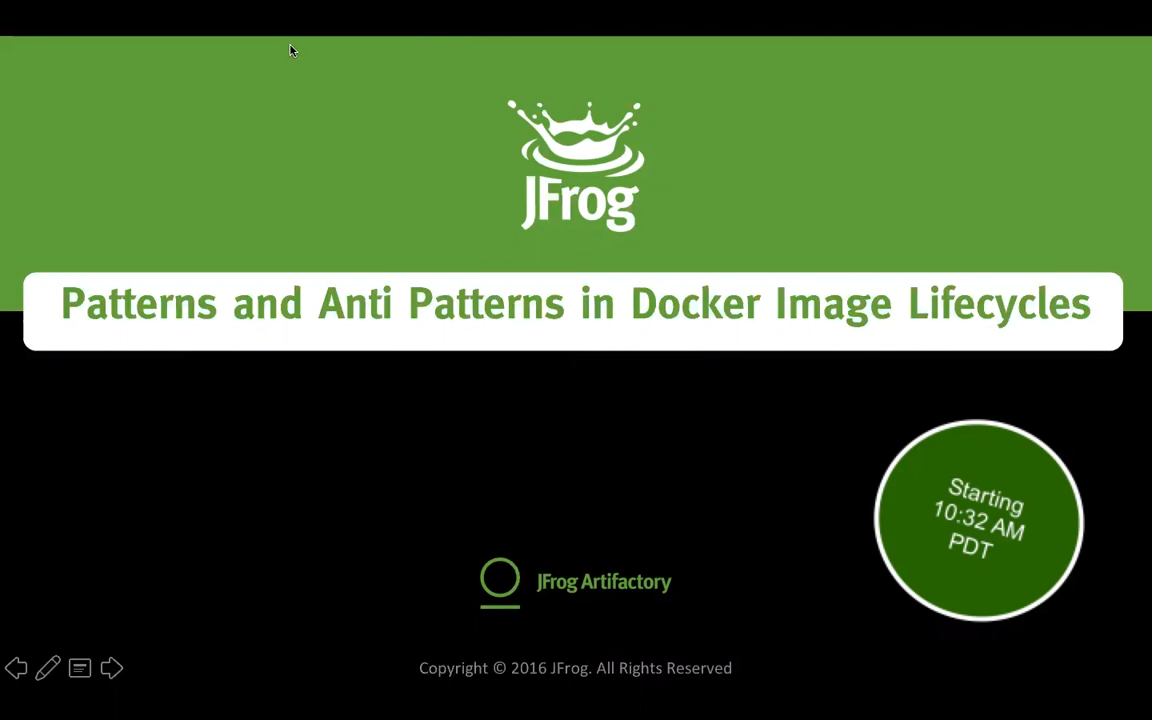 JFrog
Patterns and Anti Patterns in Docker Image Lifecycles
Starting
10:32 AM
PDT
JFrog Artifactory
Copyright © 2016 JFrog. All Rights Reserved